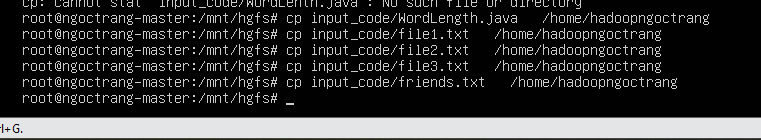 cp: cannot stat 'input_code/WordLenth.java': No such file or directory
root@ngoctrang-master:/mnt/hgfs# cp input_code/WordLength.java   /home/hadoopngoctrang
root@ngoctrang-master:/mnt/hgfs# cp input_code/file1.txt   /home/hadoopngoctrang
root@ngoctrang-master:/mnt/hgfs# cp input_code/file2.txt   /home/hadoopngoctrang
root@ngoctrang-master:/mnt/hgfs# cp input_code/file3.txt   /home/hadoopngoctrang
root@ngoctrang-master:/mnt/hgfs# cp input_code/friends.txt   /home/hadoopngoctrang
root@ngoctrang-master:/mnt/hgfs# _
rl+G.